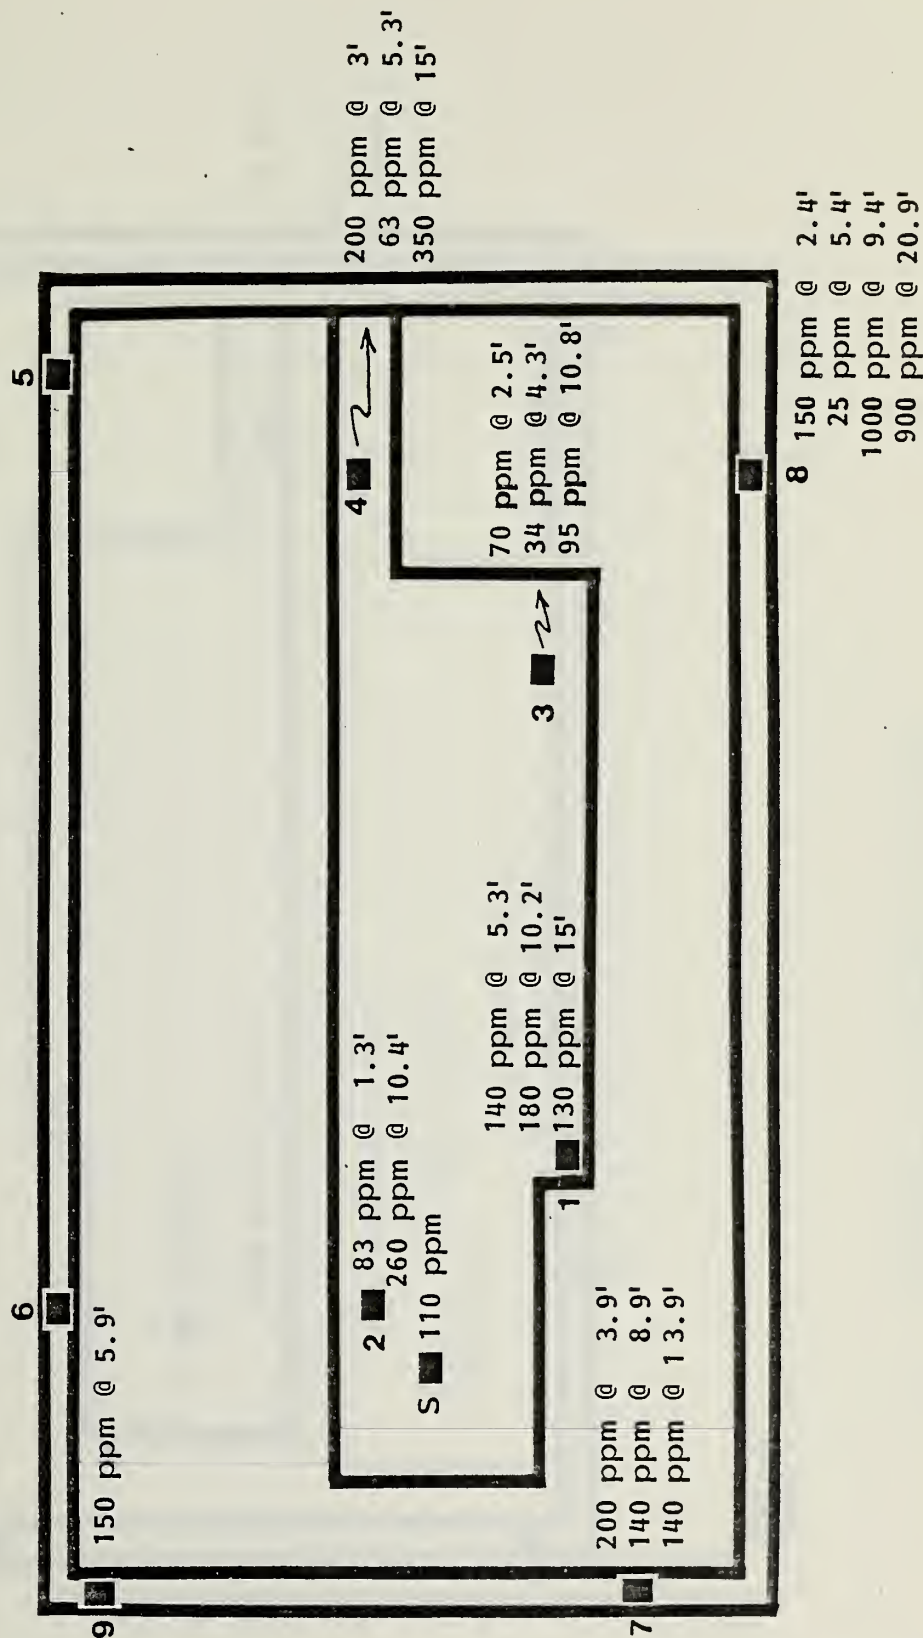 6
5
9
150 ppm @ 5.9'
2
83 ppm @ 1.3'
260 ppm @ 10.4'
S
110 ppm
4
200 ppm @ 3'
63 ppm @ 5.3'
350 ppm @ 15'
1
140 ppm @ 5.3'
180 ppm @ 10.2'
130 ppm @ 15'
3
70 ppm @ 2.5'
34 ppm @ 4.3'
95 ppm @ 10.8'
7
200 ppm @ 3.9'
140 ppm @ 8.9'
140 ppm @ 13.9'
8
150 ppm @ 2.4'
25 ppm @ 5.4'
1000 ppm @ 9.4'
900 ppm @ 20.9'